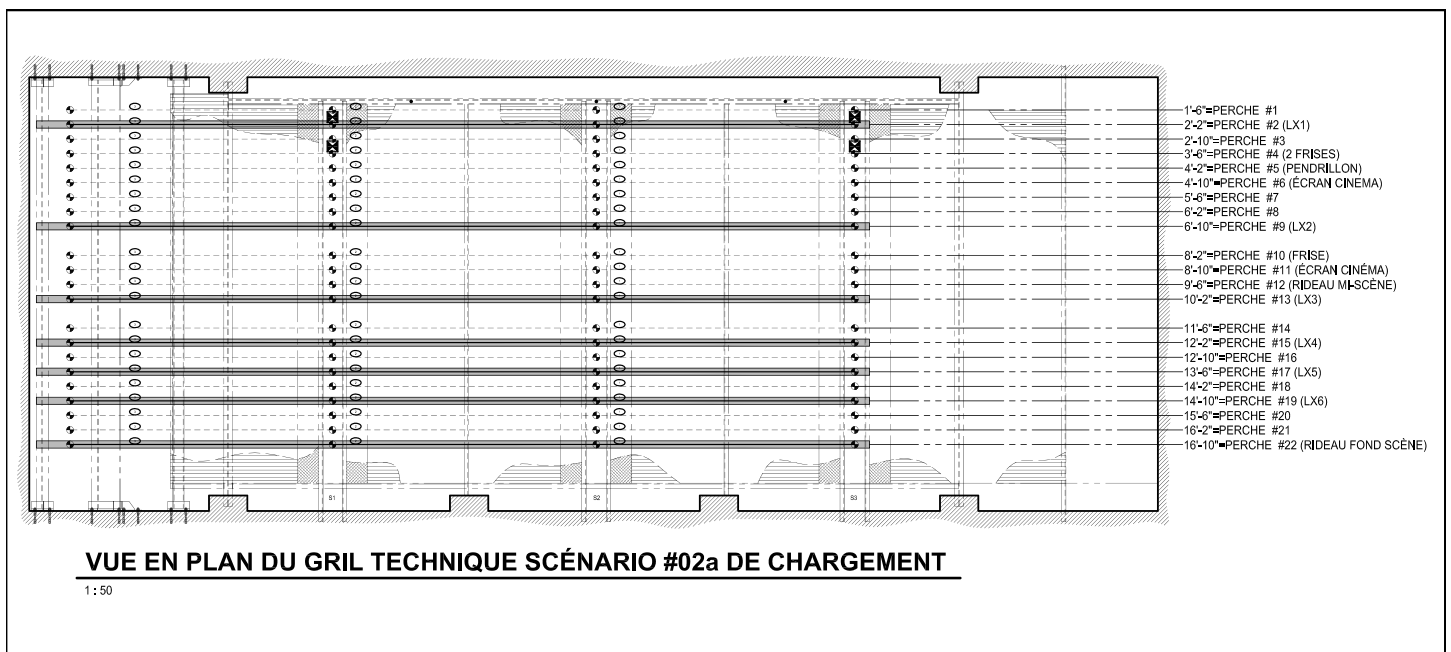 1'-6"=PERCHE #1
2'-2"=PERCHE #2 (LX1)
2'-10"=PERCHE #3
3'-6"=PERCHE #4 (2 FRISES)
4'-2"=PERCHE #5 (PENDRILLON)
4'-10"=PERCHE #6 (ÉCRAN CINEMA)
5'-6"=PERCHE #7
6'-2"=PERCHE #8
6'-10"=PERCHE #9 (LX2)
8'-2"=PERCHE #10 (FRISE)
8'-10"=PERCHE #11 (ÉCRAN CINÉMA)
9'-6"=PERCHE #12 (RIDEAU MI-SCÈNE)
10'-2"=PERCHE #13 (LX3)
11'-6"=PERCHE #14
12'-2"=PERCHE #15 (LX4)
12'-10"=PERCHE #16
13'-6"=PERCHE #17 (LX5)
14'-2"=PERCHE #18
14'-10"=PERCHE #19 (LX6)
15'-6"=PERCHE #20
16'-2"=PERCHE #21
16'-10"=PERCHE #22 (RIDEAU FOND SCÈNE)
S1 S2 S3
VUE EN PLAN DU GRIL TECHNIQUE SCÉNARIO #02a DE CHARGEMENT
1 : 50